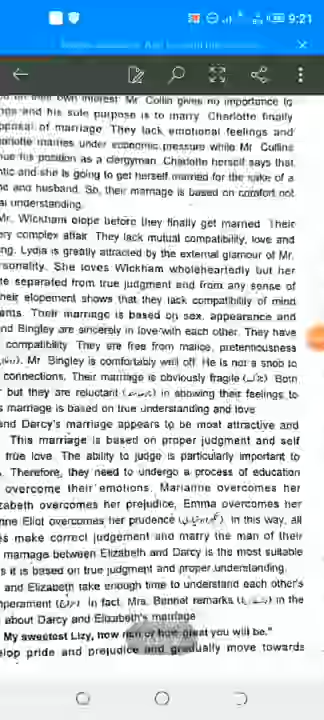 9:21
own interest. Mr. Collin gives no importance to
and his sole purpose is to marry. Charlotte finally
of marriage. They lack emotional feelings and
marries under economic pressure while Mr. Cullins
his position as a clergyman. Charlotte herself says that
and she is going to get herself married for the sake of a
and husband. So, their marriage is based on comfort not
understanding.
Mr. Wickham elope before they finally get married. Their
complex affair. They lack mutual compatibility, love and
Lydia is greatly attracted by the external glamour of Mr.
She loves Wickham wholeheartedly but her
separated from true judgment and from any sense of
their elopement shows that they lack compatibility of mind
Their marriage is based on sex, appearance and
and Bingley are sincerely in love with each other. They have
compatibility. They are free from malice, pretentiousness
Mr. Bingley is comfortably well off. He is not a snob to
connections. Their marriage is obviously fragile Both
but they are reluctant in showing their feelings to
marriage is based on true understanding and love
and Darcy's marriage appears to be most attractive and
This marriage is based on proper judgment and self
true love. The ability to judge is particularly important to
Therefore, they need to undergo a process of education
overcome their emotions. Marianne overcomes her
overcomes her prejudice, Emma overcomes her
Eliot overcomes her prudence In this way, all
make correct judgement and marry the man of their
marriage between Elizabeth and Darcy is the most suitable
it is based on true judgment and proper understanding.
and Elizabeth take enough time to understand each other's
In fact, Mrs. Bennet remarks in the
about Darcy and Elizabeth's marriage
My sweetest Lizy, how rich or how great you will be."
pride and prejudice and gradually move towards